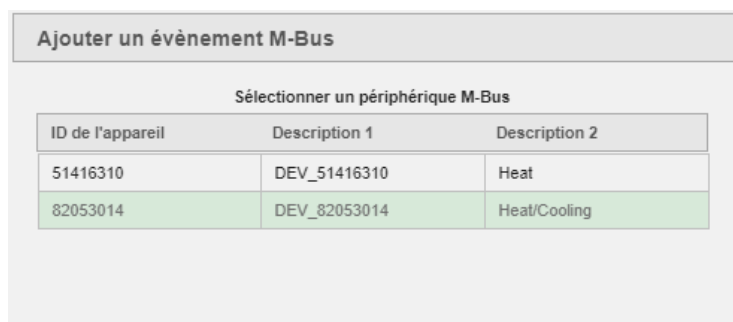 Ajouter un évènement M-Bus
Sélectionner un périphérique M-Bus
ID de l'appareil Description 1 Description 2
51416310 DEV_51416310 Heat
82053014 DEV_82053014 Heat/Cooling